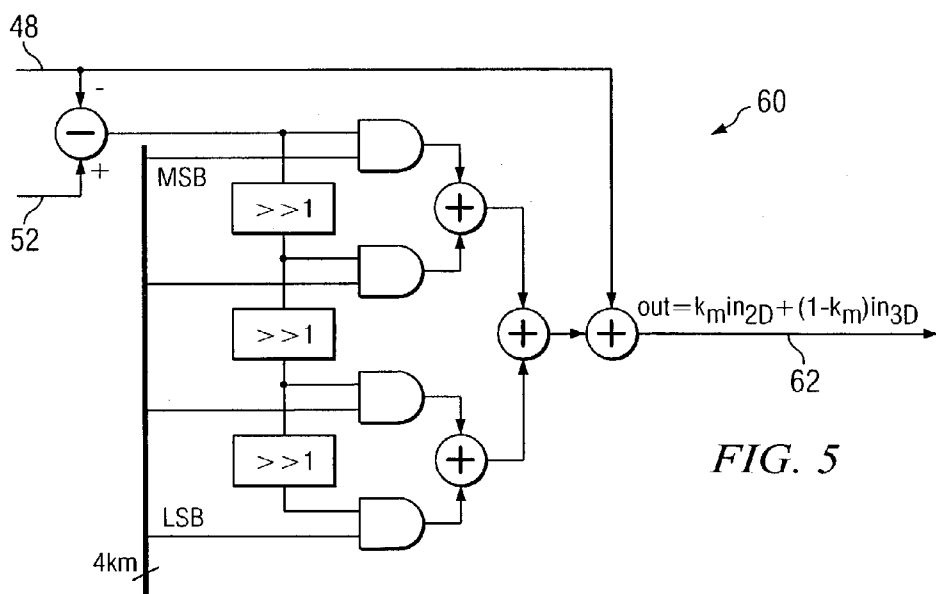 48
60
-
−
+
52
MSB
>>1
+
>>1
+
+
out=kmin2D+(1-km)in3D
62
>>1
+
FIG. 5
LSB
4km